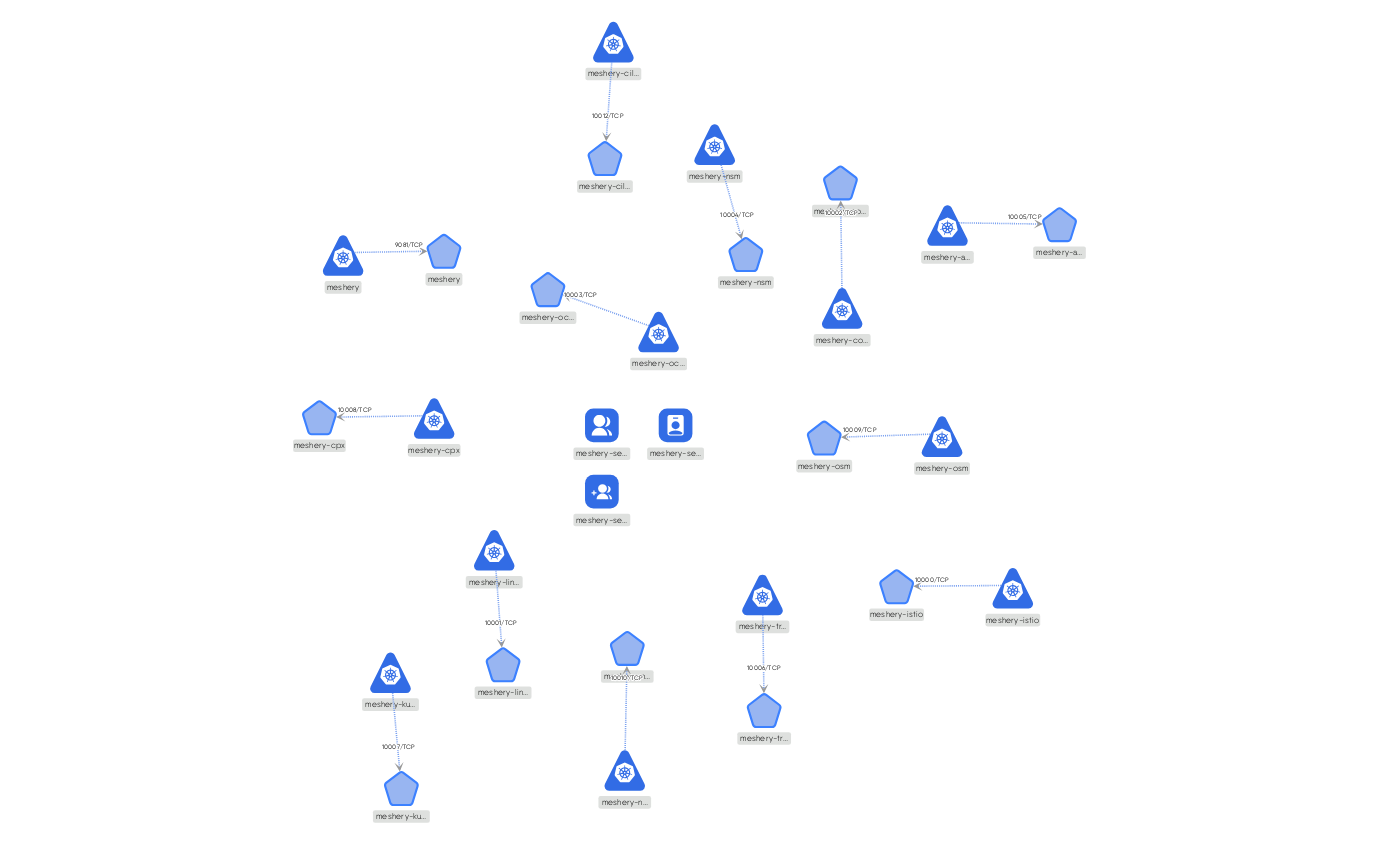 meshery-cil...
10012/TCP
meshery-cil...
meshery-nsm
10004/TCP
meshery-nsm
10002/TCP
meshery-co...
meshery-a...
10005/TCP
meshery-a...
meshery
9081/TCP
meshery
meshery-oc...
10003/TCP
meshery-oc...
meshery-cpx
10008/TCP
meshery-cpx
meshery-se...
meshery-se...
meshery-se...
meshery-osm
10009/TCP
meshery-osm
meshery-lin...
10001/TCP
meshery-lin...
meshery-tr...
10006/TCP
meshery-tr...
meshery-istio
10000/TCP
meshery-istio
meshery-ku...
10007/TCP
meshery-ku...
10010/TCP
meshery-n...